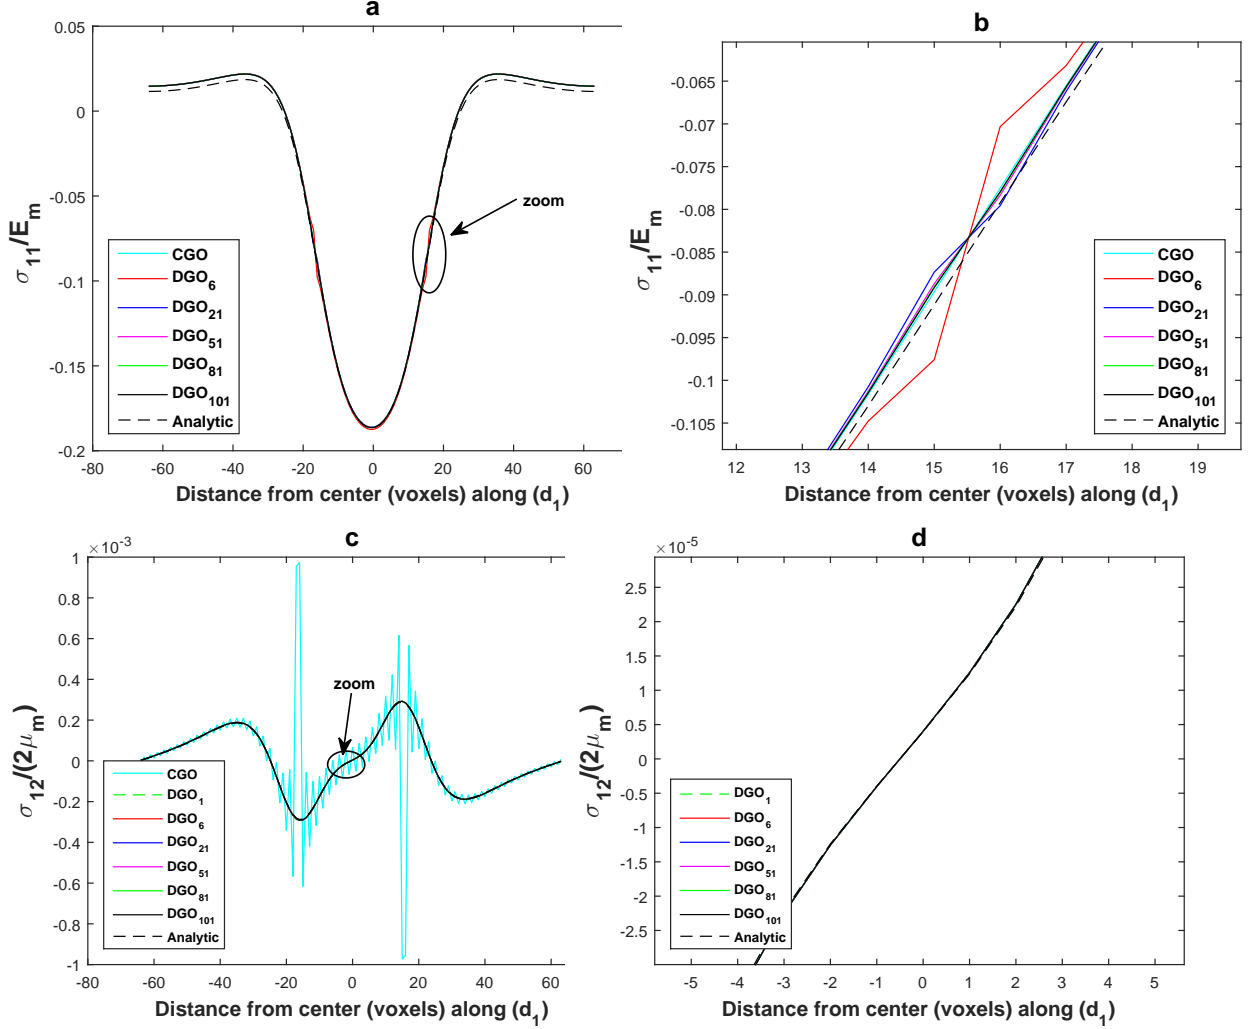 a
0.05
0
-0.05
-0.1
-0.15
-0.2
σ11/Em
zoom
CGO
DGO6
DGO21
DGO51
DGO81
DGO101
Analytic
-80 -60 -40 -20 0 20 40 60
Distance from center (voxels) along (d1)
b
-0.065
-0.07
-0.075
-0.08
-0.085
-0.09
-0.095
-0.1
-0.105
σ11/Em
CGO
DGO6
DGO21
DGO51
DGO81
DGO101
Analytic
12 13 14 15 16 17 18 19
Distance from center (voxels) along (d1)
c
×10-3
1
0.8
0.6
0.4
0.2
0
-0.2
-0.4
-0.6
-0.8
-1
σ12/(2μm)
zoom
CGO
DGO1
DGO6
DGO21
DGO51
DGO81
DGO101
Analytic
-80 -60 -40 -20 0 20 40 60
Distance from center (voxels) along (d1)
d
×10-5
2.5
2
1.5
1
0.5
0
-0.5
-1
-1.5
-2
-2.5
σ12/(2μm)
DGO1
DGO6
DGO21
DGO51
DGO81
DGO101
Analytic
-5 -4 -3 -2 -1 0 1 2 3 4 5
Distance from center (voxels) along (d1)